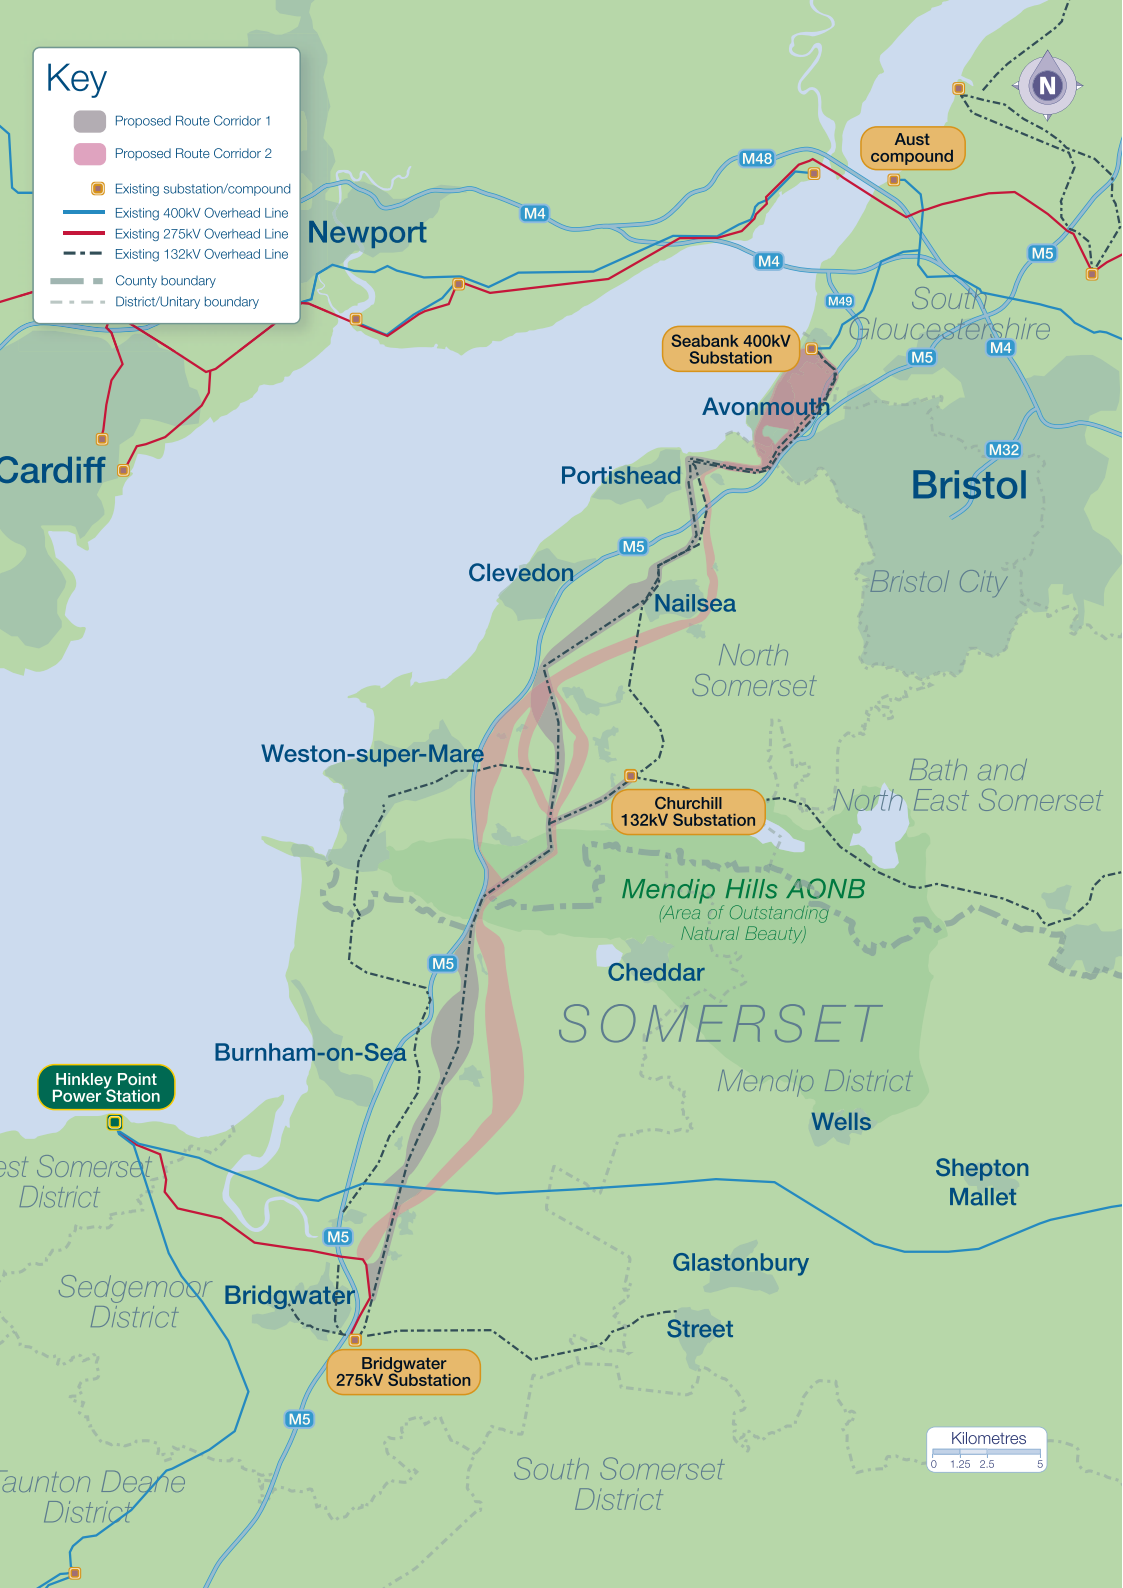 Key
Proposed Route Corridor 1
Proposed Route Corridor 2
Existing substation/compound
Existing 400kV Overhead Line
Existing 275kV Overhead Line
Existing 132kV Overhead Line
County boundary
District/Unitary boundary
N
Aust
compound
M48
M4
Newport
M4
M5
M49
South
Gloucestershire
Seabank 400kV
Substation
M5
M4
Avonmouth
M32
Cardiff
Portishead
Bristol
M5
Clevedon
Bristol City
Nailsea
North
Somerset
Weston-super-Mare
Bath and
North East Somerset
Churchill
132kV Substation
Mendip Hills AONB
(Area of Outstanding
Natural Beauty)
M5
Cheddar
SOMERSET
Burnham-on-Sea
Hinkley Point
Power Station
Mendip District
Wells
est Somerset
District
Shepton
Mallet
M5
Glastonbury
Sedgemoor
District
Bridgwater
Street
Bridgwater
275kV Substation
M5
Kilometres
0 1.25 2.5 5
South Somerset
District
Taunton Deane
District